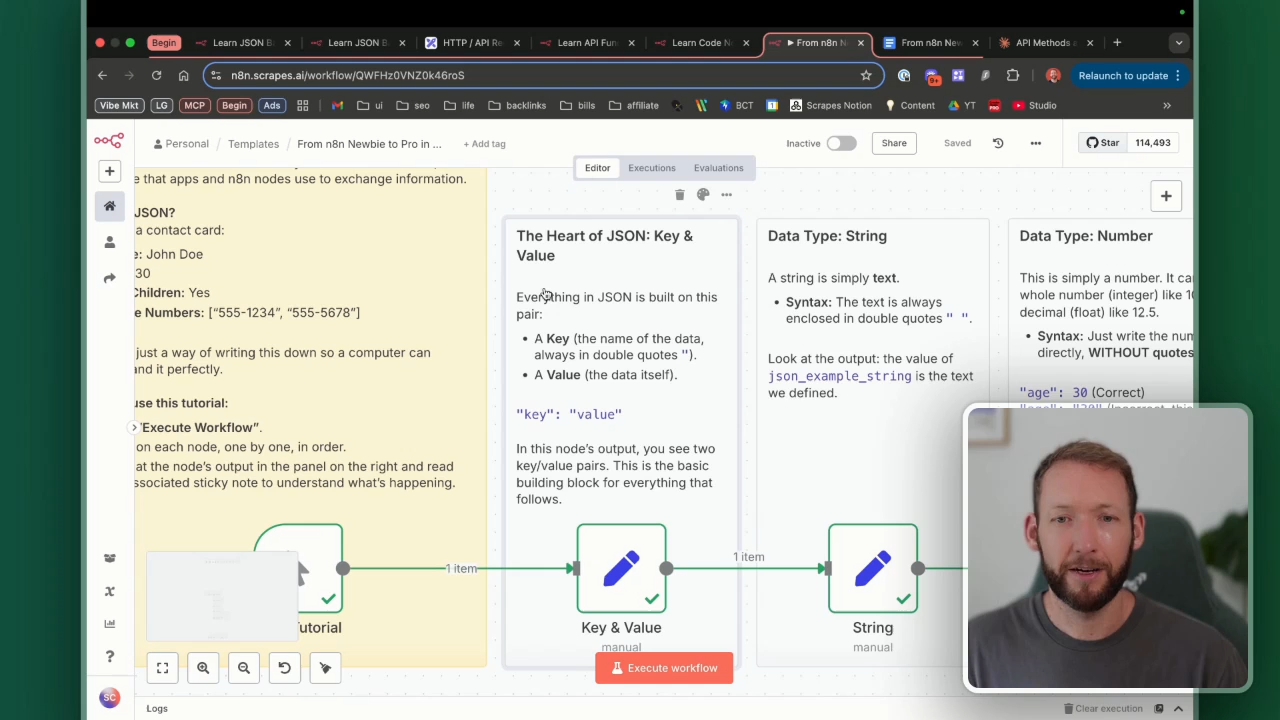 Begin
Learn JSON B
Learn JSON B
HTTP / API Re
Learn API Fun
Learn Code N
From n8n N
From n8n New
API Methods a
n8n.scrapes.ai/workflow/QWFHz0VNZ0k46roS
Relaunch to update
Vibe Mkt
LG
MCP
Begin
Ads
ui
seo
life
backlinks
bills
affiliate
BCT
Scrapes Notion
Content
YT
Studio
Personal
Templates
From n8n Newbie to Pro in ...
+ Add tag
Inactive
Share
Saved
Star
114,493
Editor
Executions
Evaluations
e that apps and n8n nodes use to exchange information.
JSON?
a contact card:
e: John Doe
30
Children: Yes
e Numbers: [“555-1234”, “555-5678”]
just a way of writing this down so a computer can
and it perfectly.
use this tutorial:
“Execute Workflow”.
on each node, one by one, in order.
at the node’s output in the panel on the right and read
associated sticky note to understand what’s happening.
Tutorial
1 item
The Heart of JSON: Key &
Value
Everything in JSON is built on this
pair:
• A Key (the name of the data,
always in double quotes ").
• A Value (the data itself).
"key": "value"
In this node’s output, you see two
key/value pairs. This is the basic
building block for everything that
follows.
Key & Value
manual
1 item
Data Type: String
A string is simply text.
• Syntax: The text is always
enclosed in double quotes " ".
Look at the output: the value of
json_example_string is the text
we defined.
String
manual
Data Type: Number
This is simply a number. It can
whole number (integer) like 10
decimal (float) like 12.5.
• Syntax: Just write the num
directly, WITHOUT quotes
"age": 30 (Correct)
Execute workflow
SC
Logs
Clear execution